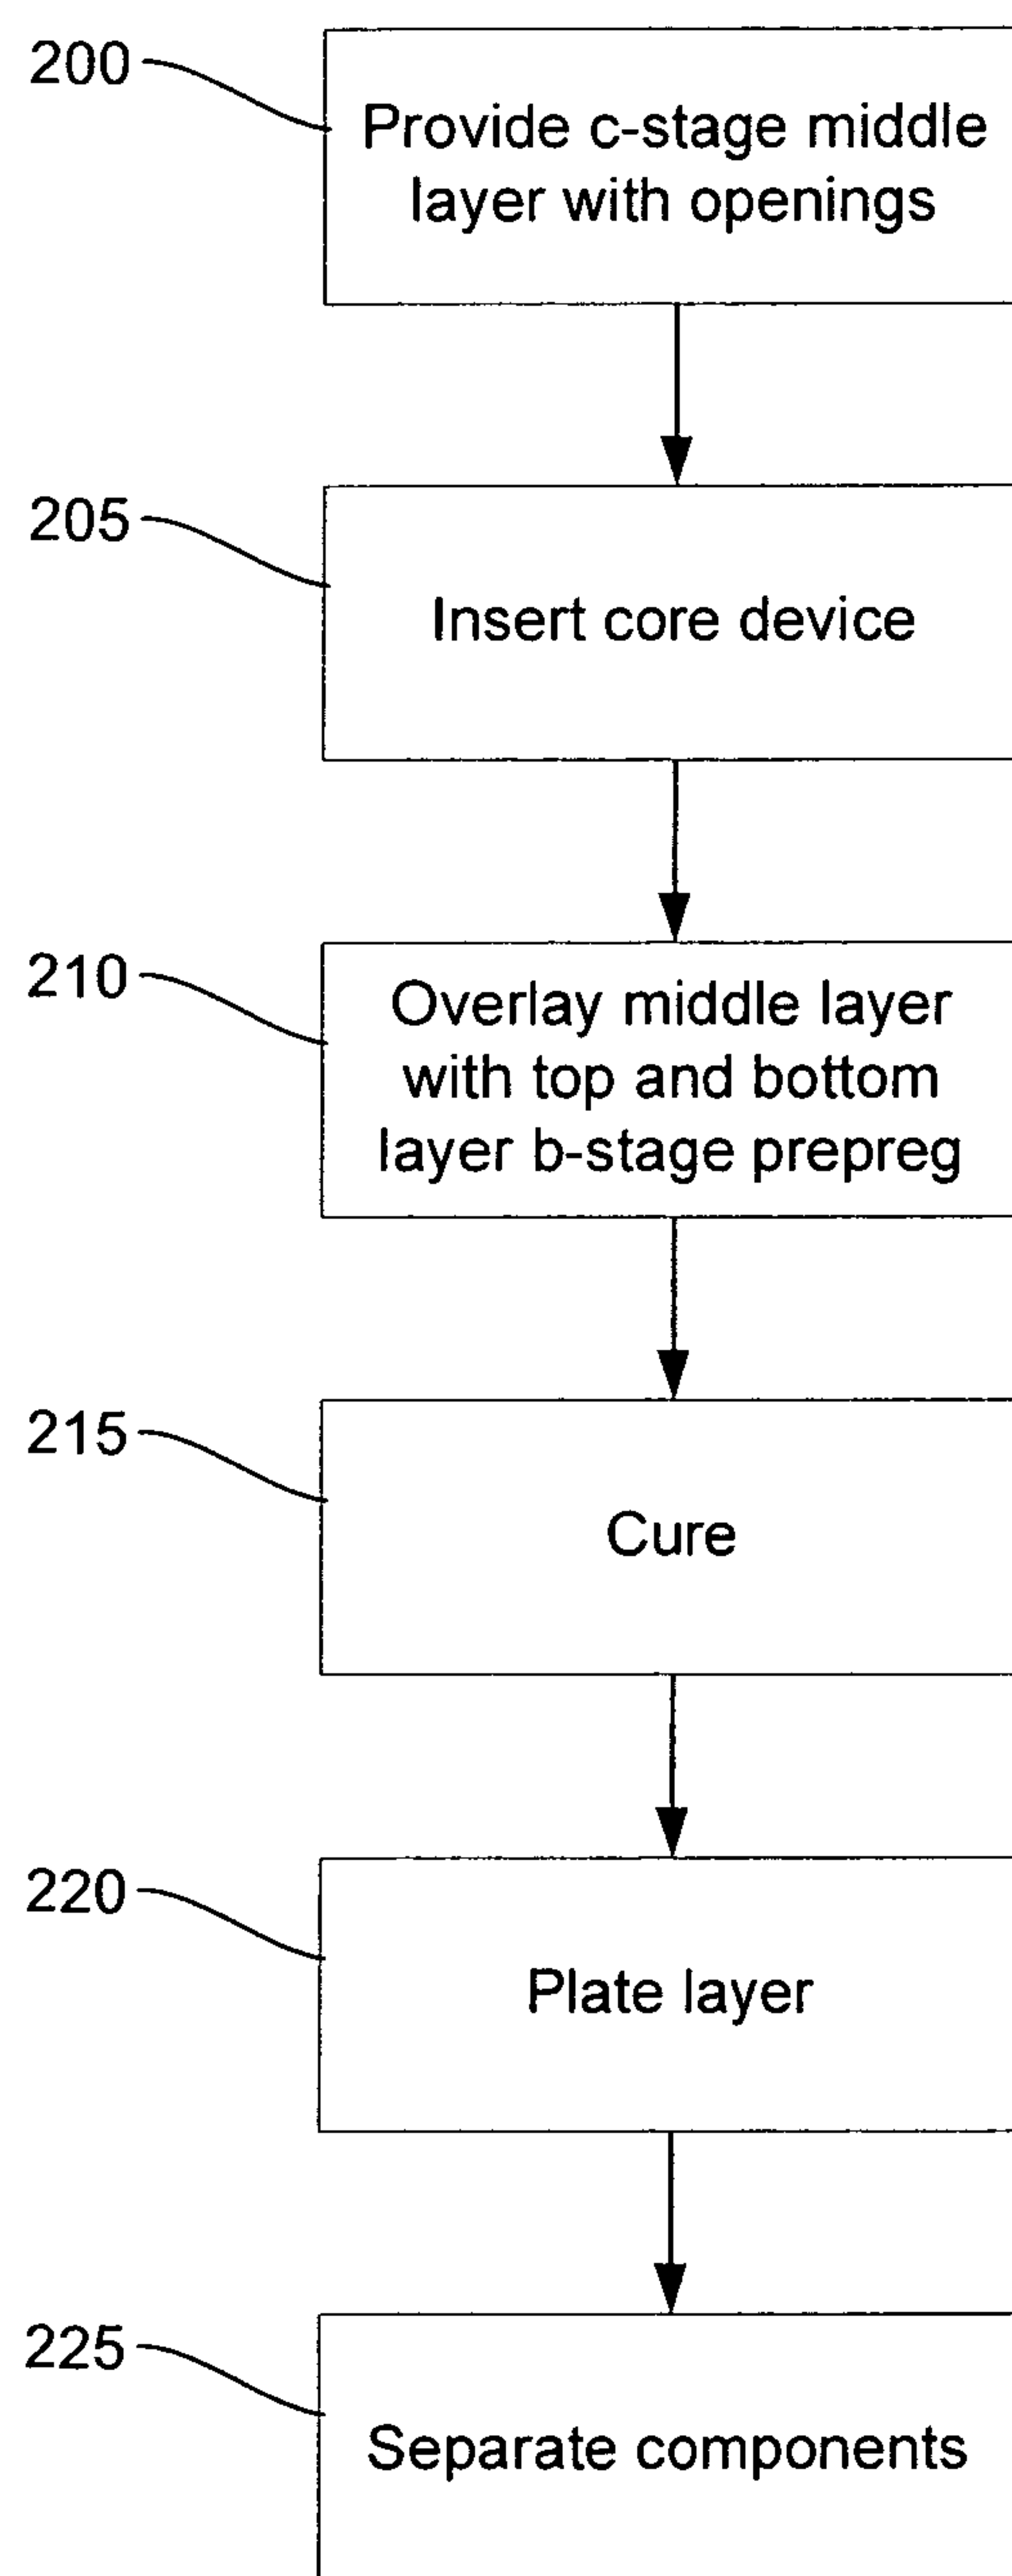 200
Provide c-stage middle
layer with openings
205
Insert core device
210
Overlay middle layer
with top and bottom
layer b-stage prepreg
215
Cure
220
Plate layer
225
Separate components